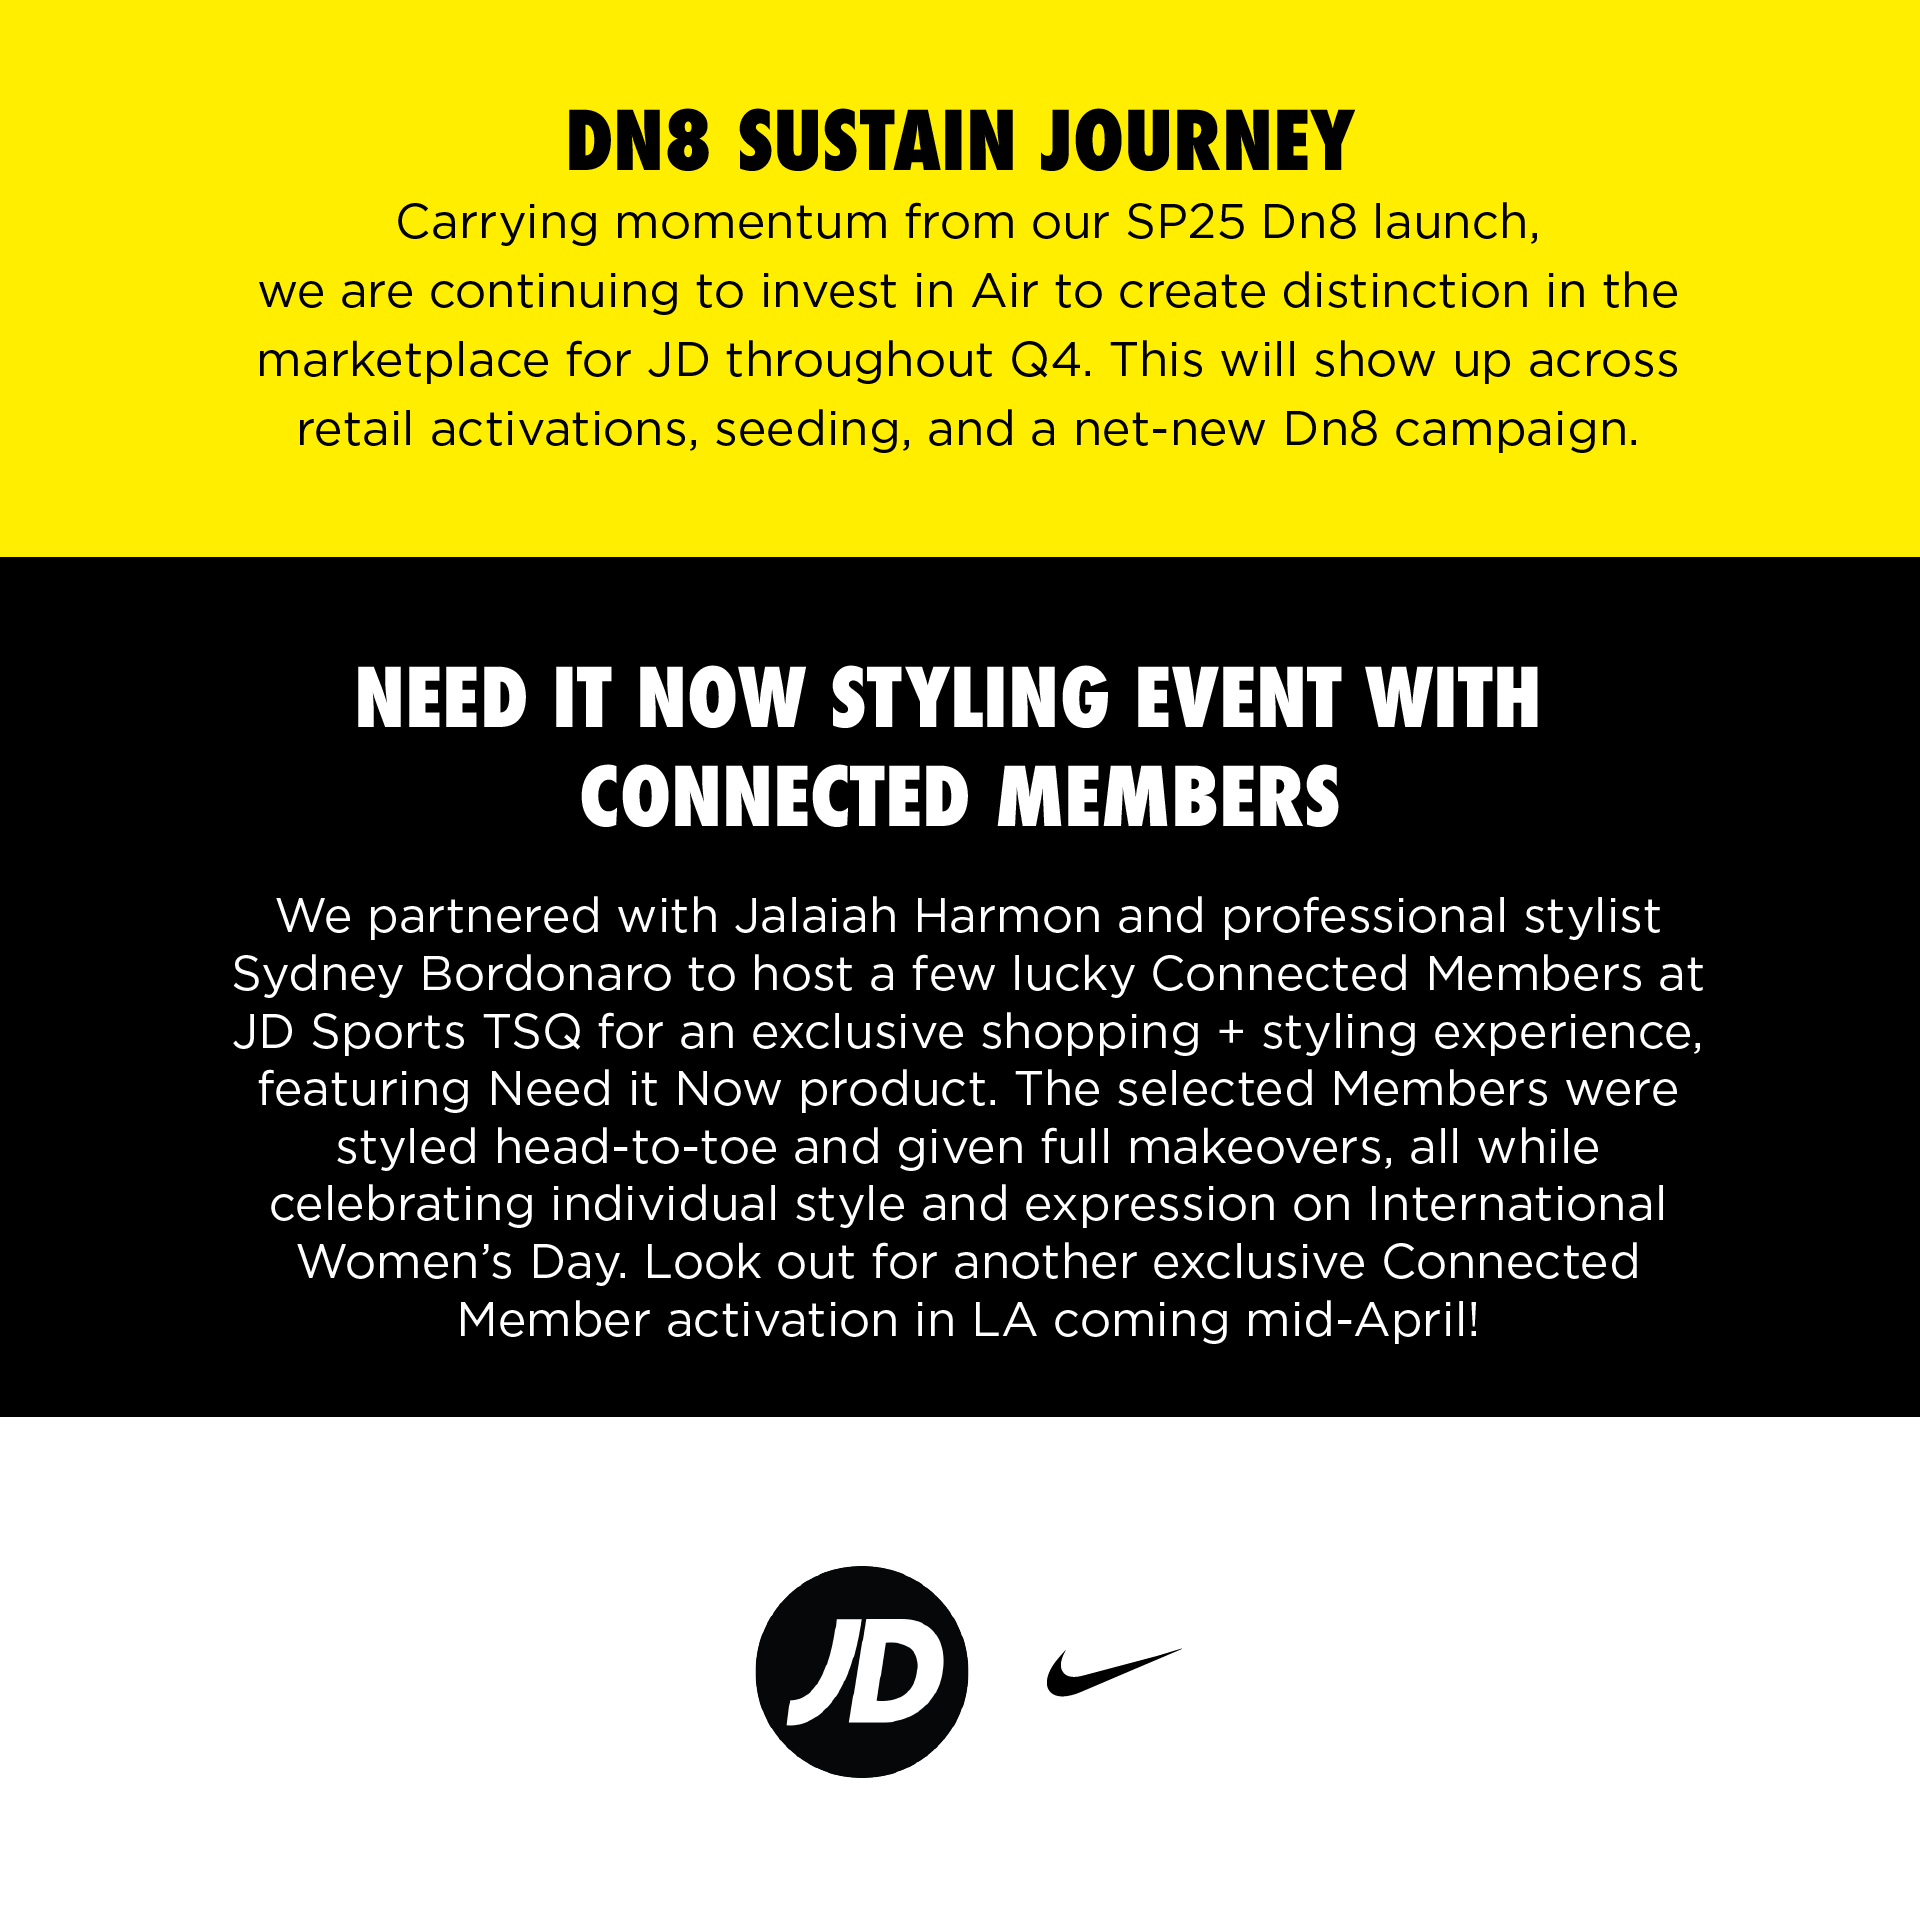 DN8 SUSTAIN JOURNEY
Carrying momentum from our SP25 Dn8 launch,
we are continuing to invest in Air to create distinction in the
marketplace for JD throughout Q4. This will show up across
retail activations, seeding, and a net-new Dn8 campaign.
NEED IT NOW STYLING EVENT WITH
CONNECTED MEMBERS
We partnered with Jalaiah Harmon and professional stylist
Sydney Bordonaro to host a few lucky Connected Members at
JD Sports TSQ for an exclusive shopping + styling experience,
featuring Need it Now product. The selected Members were
styled head-to-toe and given full makeovers, all while
celebrating individual style and expression on International
Women’s Day. Look out for another exclusive Connected
Member activation in LA coming mid-April!
JD